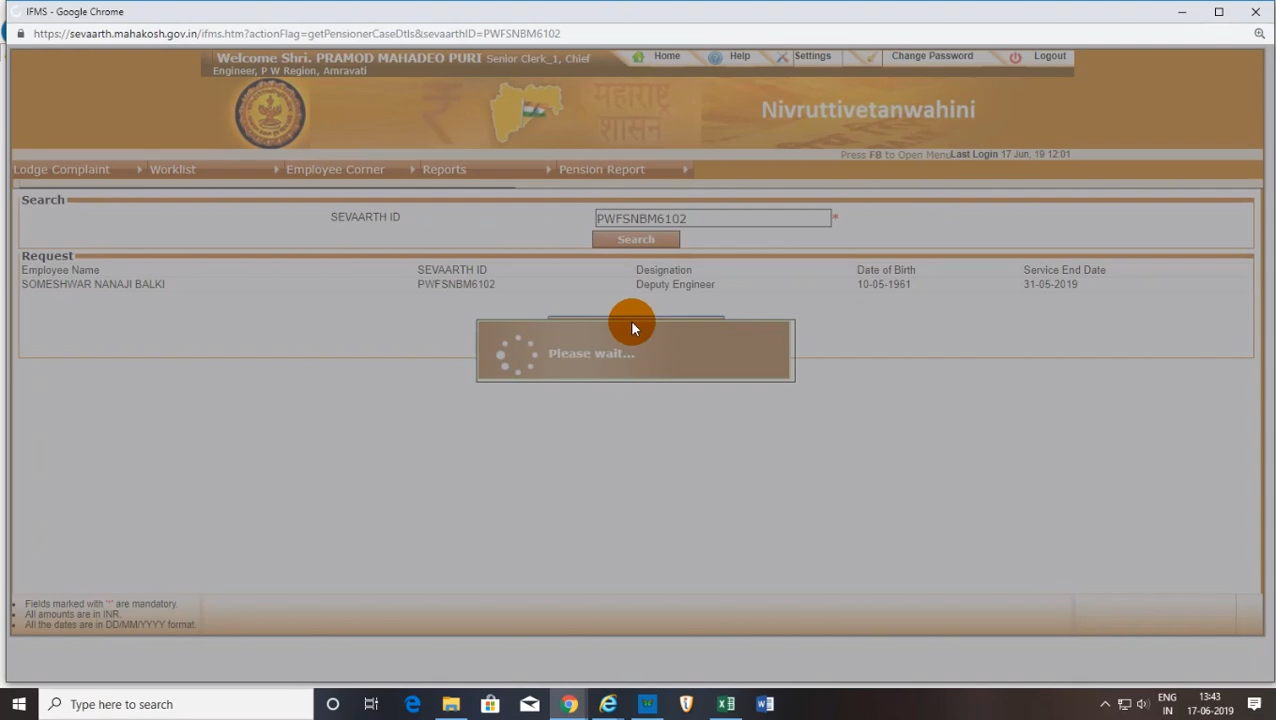 IFMS - Google Chrome
https://sevaarth.mahakosh.gov.in/ifms.htm?actionFlag=getPensionerCaseDtls&sevaarthID=PWFSNBM6102
Welcome Shri. PRAMOD MAHADEO PURI Senior Clerk_1, Chief Engineer, P W Region, Amravati
Home Help Settings Change Password Logout
महाराष्ट्र
शासन
Nivruttivetanwahini
Press F8 to Open Menu Last Login 17 Jun, 19 12:01
Lodge Complaint Worklist Employee Corner Reports Pension Report
Search
SEVAARTH ID PWFSNBM6102 *
Search
Request
Employee Name SEVAARTH ID Designation Date of Birth Service End Date
SOMESHWAR NANAJI BALKI PWFSNBM6102 Deputy Engineer 10-05-1961 31-05-2019
Please wait...
Fields marked with '*' are mandatory.
All amounts are in INR.
All the dates are in DD/MM/YYYY format.
Type here to search
ENG 13:43
IN 17-06-2019